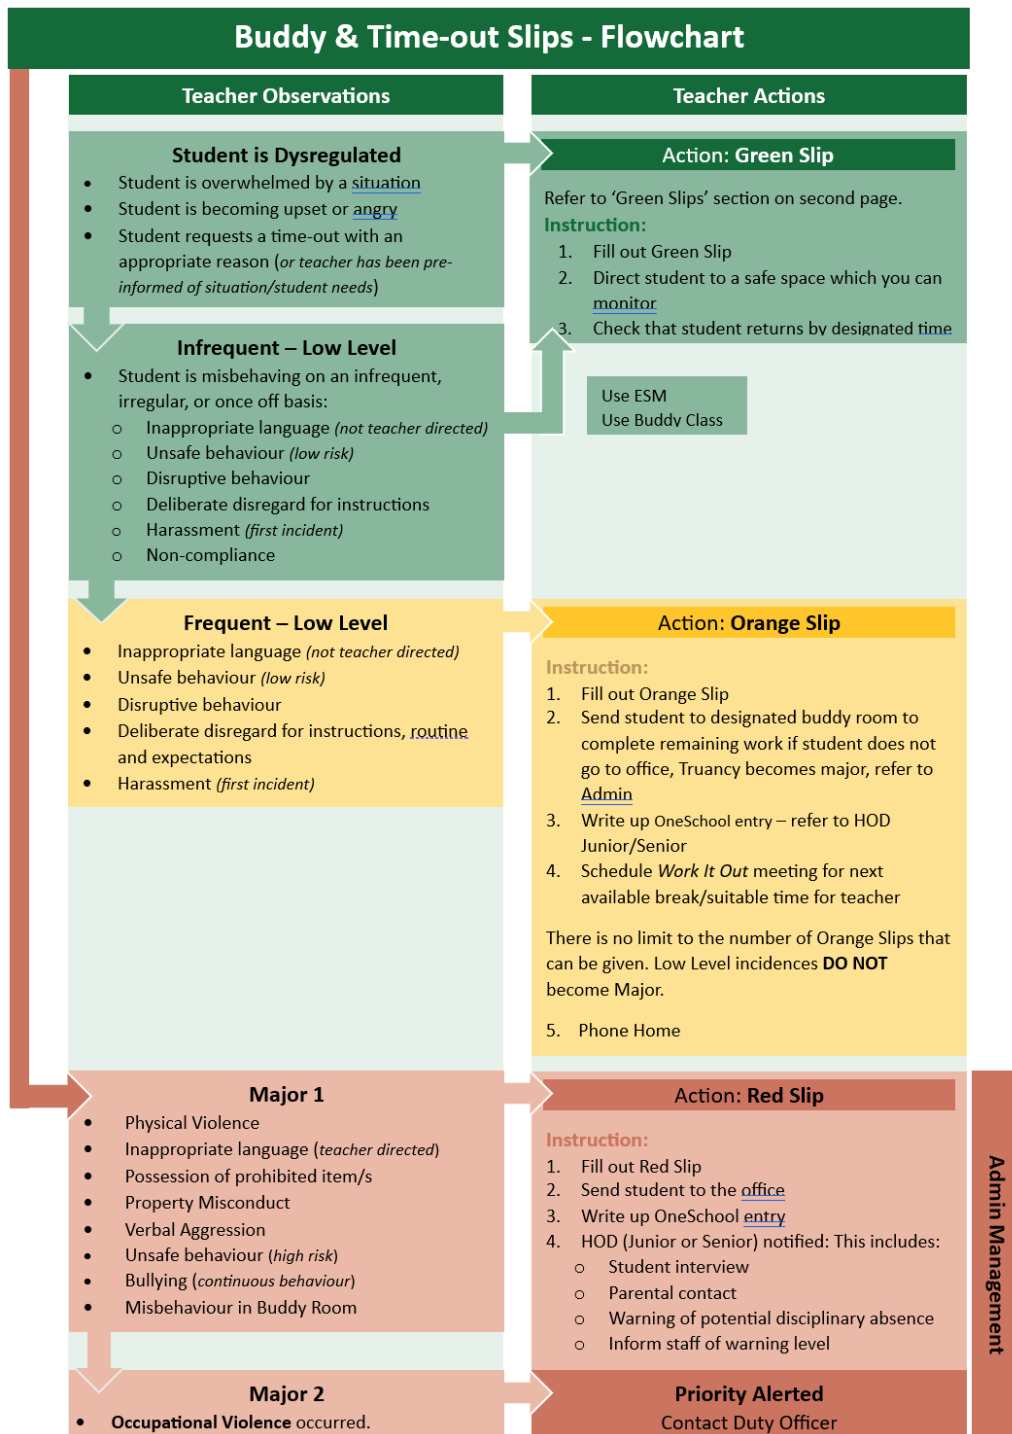 Buddy & Time-out Slips - Flowchart
Teacher Observations
Student is Dysregulated
• Student is overwhelmed by a situation
• Student is becoming upset or angry
• Student requests a time-out with an
appropriate reason (or teacher has been pre-
informed of situation/student needs)
Infrequent – Low Level
• Student is misbehaving on an infrequent,
irregular, or once off basis:
o Inappropriate language (not teacher directed)
o Unsafe behaviour (low risk)
o Disruptive behaviour
o Deliberate disregard for instructions
o Harassment (first incident)
o Non-compliance
Frequent – Low Level
• Inappropriate language (not teacher directed)
• Unsafe behaviour (low risk)
• Disruptive behaviour
• Deliberate disregard for instructions, routine
and expectations
• Harassment (first incident)
Major 1
• Physical Violence
• Inappropriate language (teacher directed)
• Possession of prohibited item/s
• Property Misconduct
• Verbal Aggression
• Unsafe behaviour (high risk)
• Bullying (continuous behaviour)
• Misbehaviour in Buddy Room
Major 2
• Occupational Violence occurred.
Teacher Actions
Action: Green Slip
Refer to ‘Green Slips’ section on second page.
Instruction:
1. Fill out Green Slip
2. Direct student to a safe space which you can
monitor
3. Check that student returns by designated time
Use ESM
Use Buddy Class
Action: Orange Slip
Instruction:
1. Fill out Orange Slip
2. Send student to designated buddy room to
complete remaining work if student does not
go to office, Truancy becomes major, refer to
Admin
3. Write up OneSchool entry – refer to HOD
Junior/Senior
4. Schedule Work It Out meeting for next
available break/suitable time for teacher
There is no limit to the number of Orange Slips that
can be given. Low Level incidences DO NOT
become Major.
5. Phone Home
Action: Red Slip
Instruction:
1. Fill out Red Slip
2. Send student to the office
3. Write up OneSchool entry
4. HOD (Junior or Senior) notified: This includes:
o Student interview
o Parental contact
o Warning of potential disciplinary absence
o Inform staff of warning level
Priority Alerted
Contact Duty Officer
Admin Management